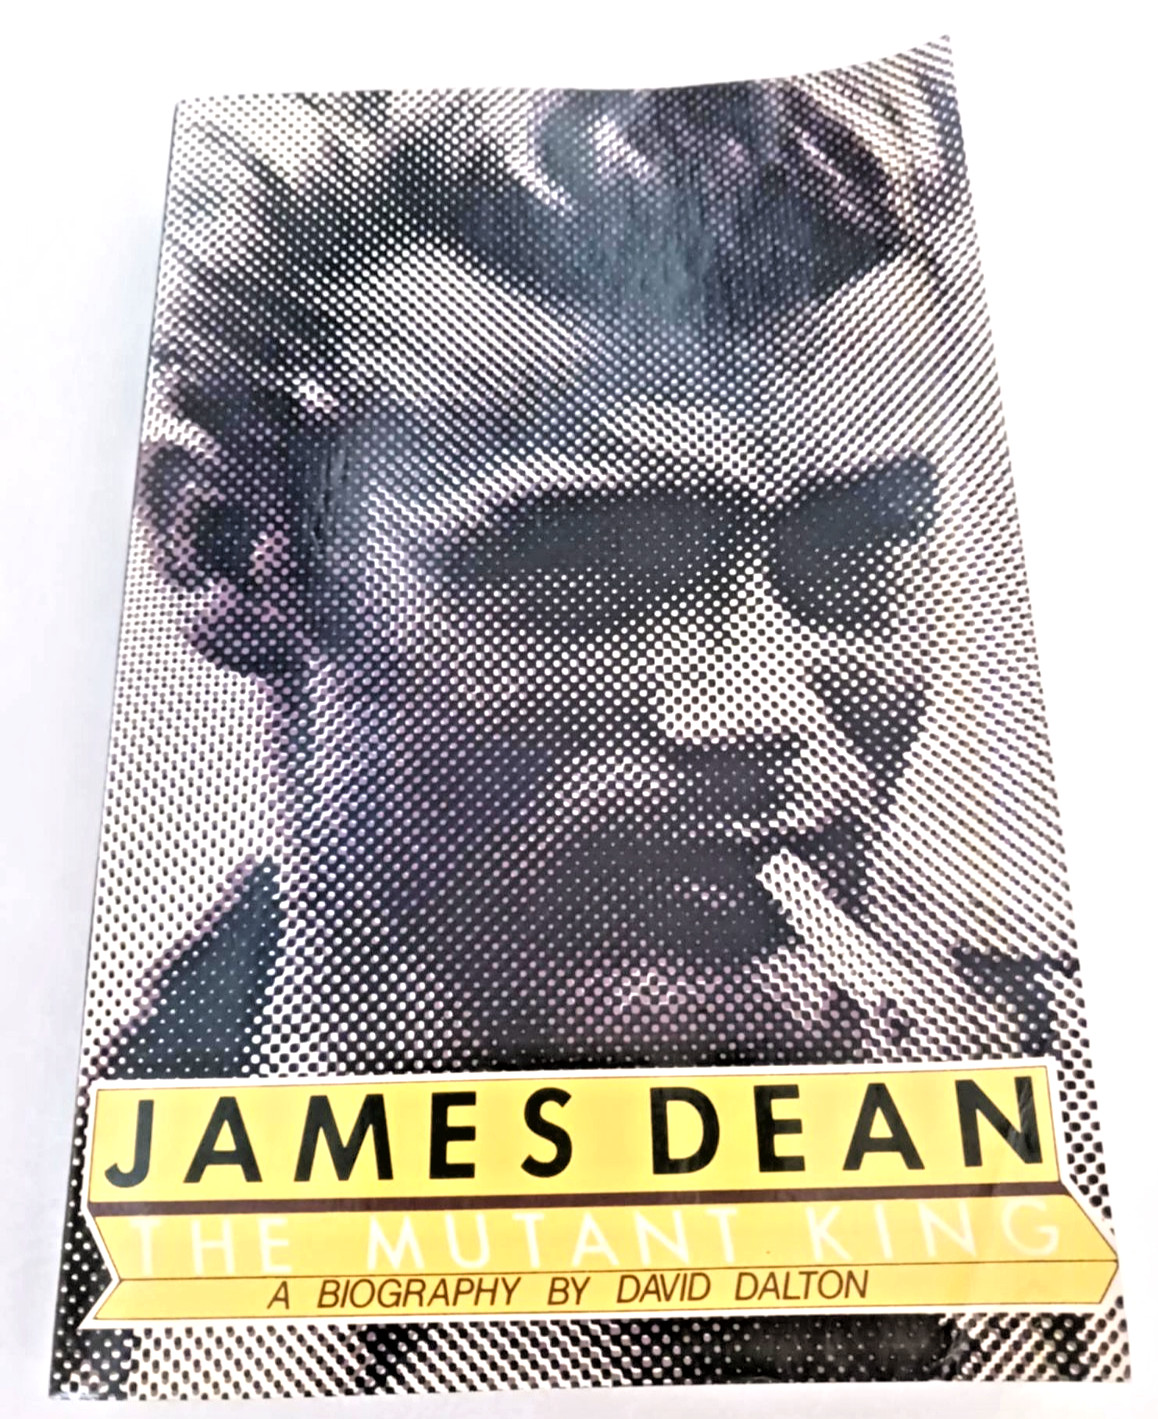 JAMES DEAN
THE MUTANT KING
A BIOGRAPHY BY DAVID DALTON